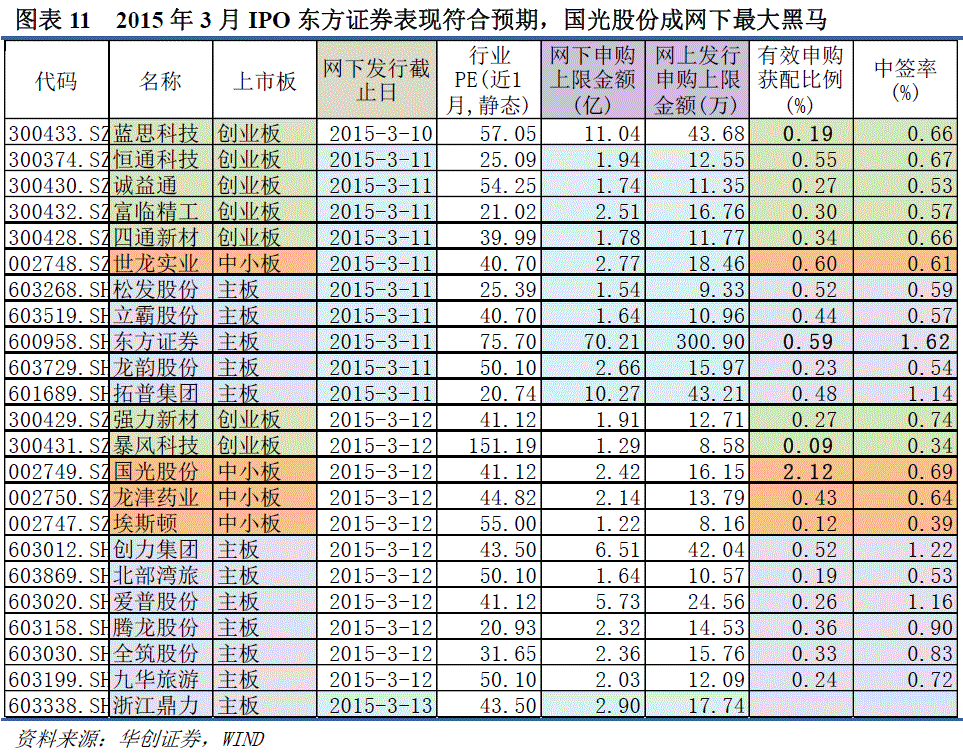 图表 11 2015 年 3 月 IPO 东方证券表现符合预期，国光股份成网下最大黑马
代码 名称 上市板 网下发行截止日 行业PE(近1月,静态) 网下申购上限金额(亿) 网上发行申购上限金额(万) 有效申购获配比例(%) 中签率(%)
300433.SZ 蓝思科技 创业板 2015-3-10 57.05 11.04 43.68 0.19 0.66
300374.SZ 恒通科技 创业板 2015-3-11 25.09 1.94 12.55 0.55 0.67
300430.SZ 诚益通 创业板 2015-3-11 54.25 1.74 11.35 0.27 0.53
300432.SZ 富临精工 创业板 2015-3-11 21.02 2.51 16.76 0.30 0.57
300428.SZ 四通新材 创业板 2015-3-11 39.99 1.78 11.77 0.34 0.66
002748.SZ 世龙实业 中小板 2015-3-11 40.70 2.77 18.46 0.60 0.61
603268.SH 松发股份 主板 2015-3-11 25.39 1.54 9.33 0.52 0.59
603519.SH 立霸股份 主板 2015-3-11 40.70 1.64 10.96 0.44 0.57
600958.SH 东方证券 主板 2015-3-11 75.70 70.21 300.90 0.59 1.62
603729.SH 龙韵股份 主板 2015-3-11 50.10 2.66 15.97 0.23 0.54
601689.SH 拓普集团 主板 2015-3-11 20.74 10.27 43.21 0.48 1.14
300429.SZ 强力新材 创业板 2015-3-12 41.12 1.91 12.71 0.27 0.74
300431.SZ 暴风科技 创业板 2015-3-12 151.19 1.29 8.58 0.09 0.34
002749.SZ 国光股份 中小板 2015-3-12 41.12 2.42 16.15 2.12 0.69
002750.SZ 龙津药业 中小板 2015-3-12 44.82 2.14 13.79 0.43 0.64
002747.SZ 埃斯顿 中小板 2015-3-12 55.00 1.22 8.16 0.12 0.39
603012.SH 创力集团 主板 2015-3-12 43.50 6.51 42.04 0.52 1.22
603869.SH 北部湾旅 主板 2015-3-12 50.10 1.64 10.57 0.19 0.53
603020.SH 爱普股份 主板 2015-3-12 41.12 5.73 24.56 0.26 1.16
603158.SH 腾龙股份 主板 2015-3-12 20.93 2.32 14.53 0.36 0.90
603030.SH 全筑股份 主板 2015-3-12 31.65 2.36 15.76 0.33 0.83
603199.SH 九华旅游 主板 2015-3-12 50.10 2.03 12.09 0.24 0.72
603338.SH 浙江鼎力 主板 2015-3-13 43.50 2.90 17.74
资料来源：华创证券，WIND